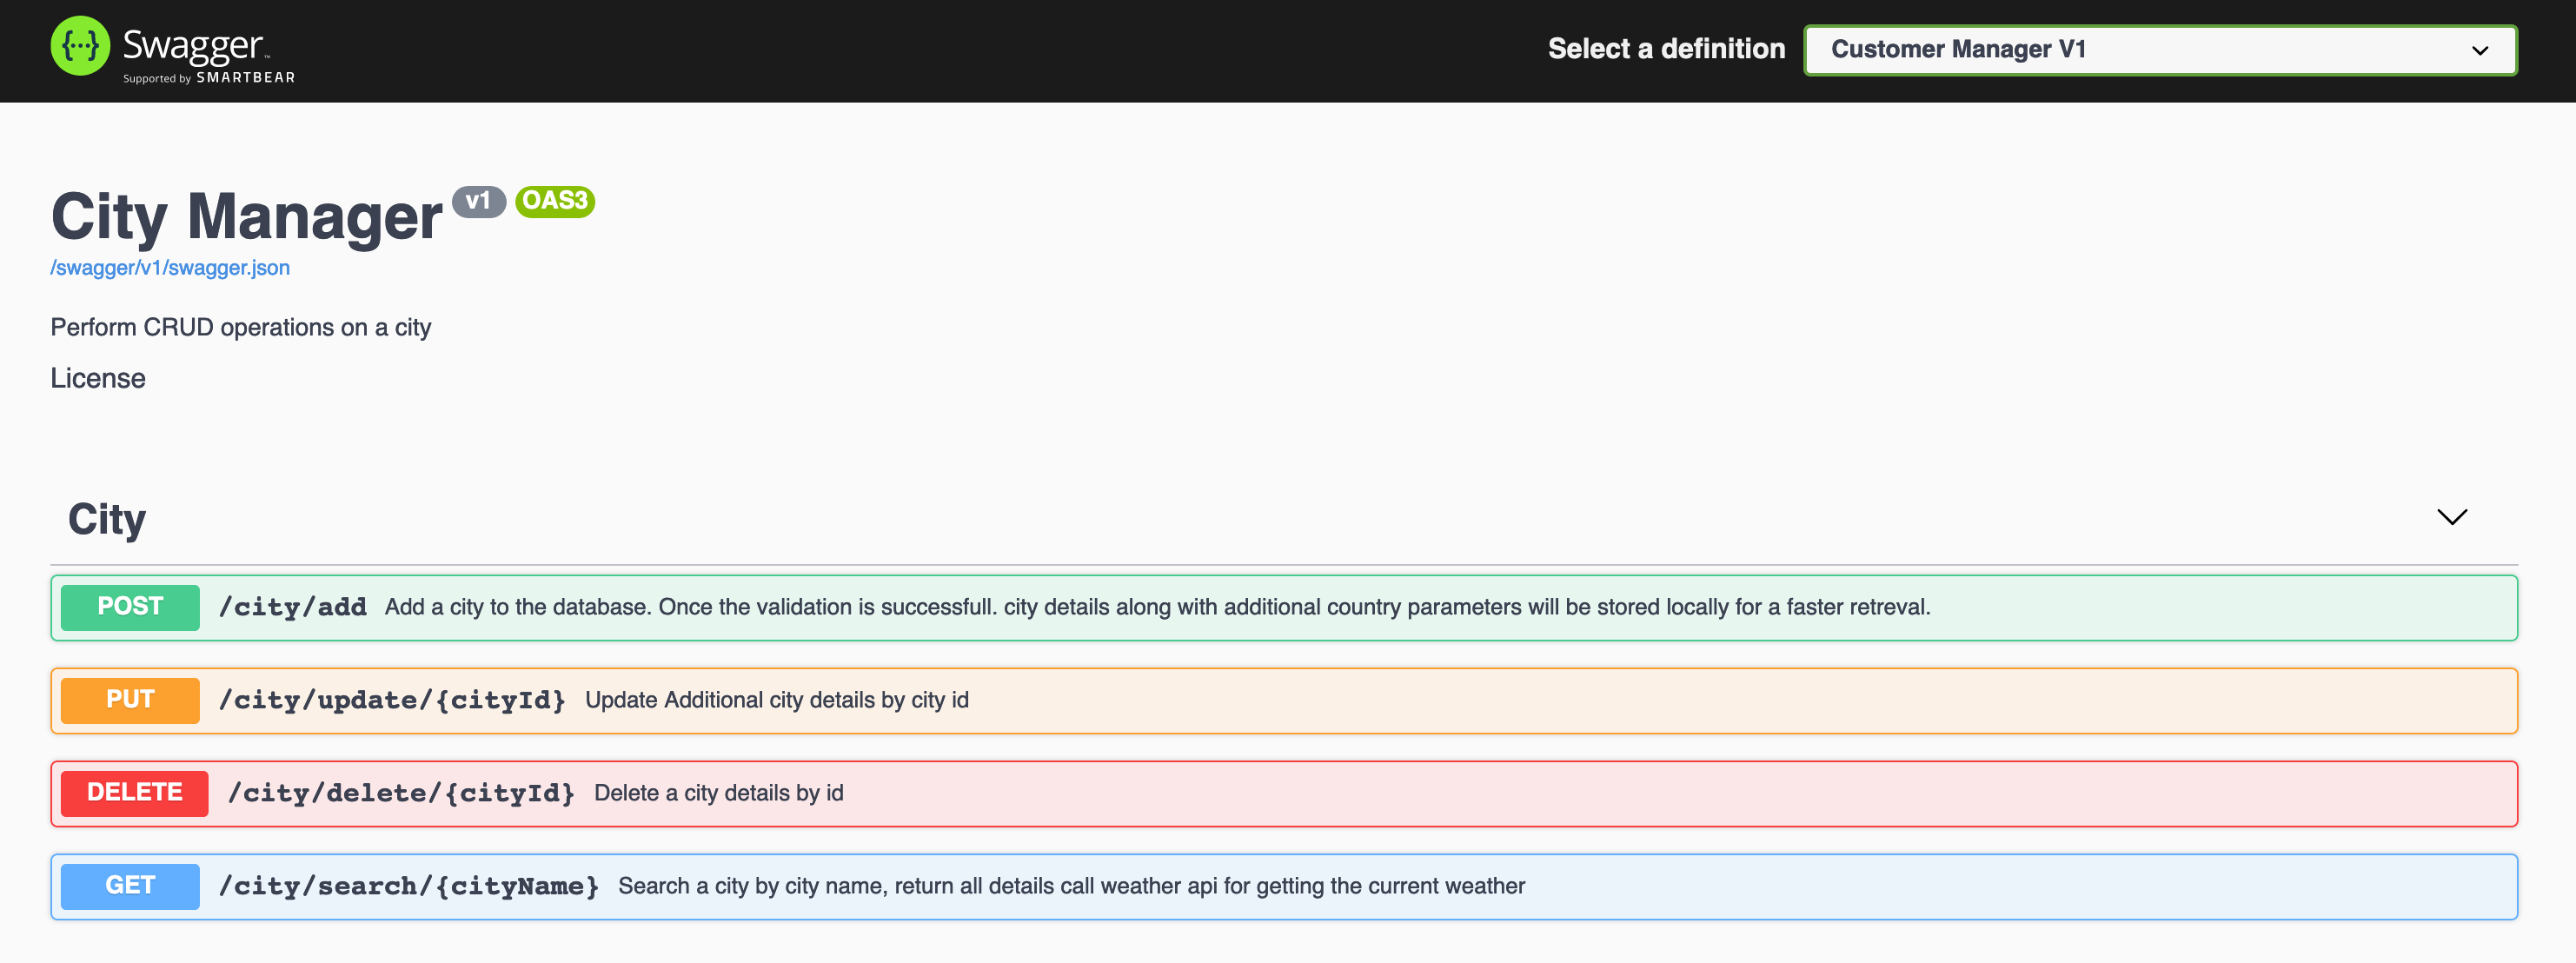 {...} Swagger™
Supported by SMARTBEAR
Select a definition
Customer Manager V1
City Manager v1 OAS3
/swagger/v1/swagger.json
Perform CRUD operations on a city
License
City
POST /city/add Add a city to the database. Once the validation is successfull. city details along with additional country parameters will be stored locally for a faster retreval.
PUT /city/update/{cityId} Update Additional city details by city id
DELETE /city/delete/{cityId} Delete a city details by id
GET /city/search/{cityName} Search a city by city name, return all details call weather api for getting the current weather